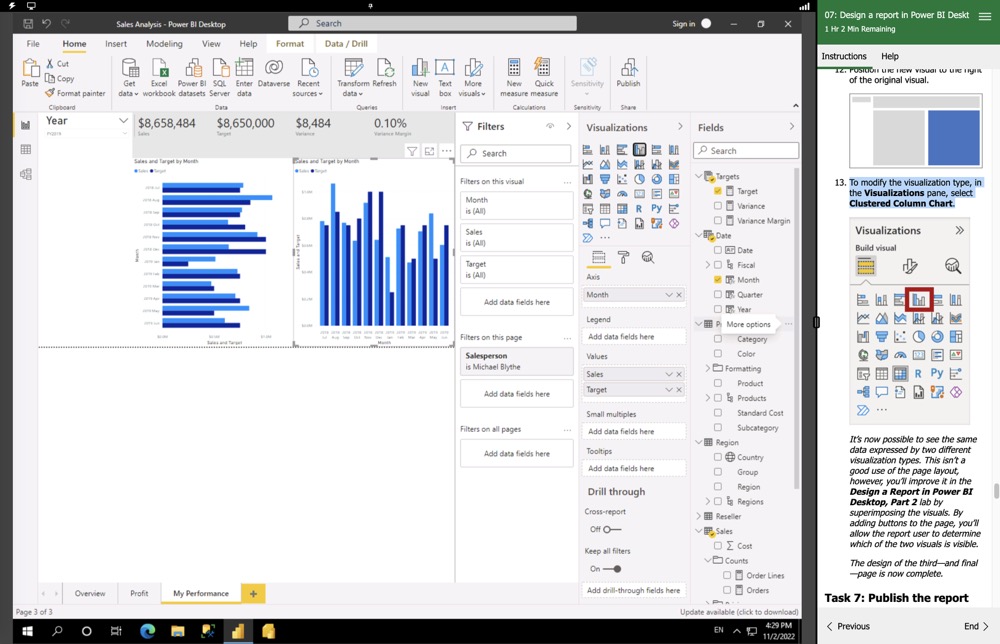 Sales Analysis - Power BI Desktop
Search
Sign in
File
Home
Insert
Modeling
View
Help
Format
Data / Drill
Paste
Cut
Copy
Format painter
Clipboard
Get data
Excel workbook
Power BI datasets
SQL Server
Enter data
Dataverse
Recent sources
Data
Transform data
Refresh
Queries
New visual
Text box
More visuals
Insert
New measure
Quick measure
Calculations
Sensitivity
Sensitivity
Publish
Share
Year
$8,658,484
Sales
$8,650,000
Target
$8,484
Variance
0.10%
Variance Margin
Sales and Target by Month
Sales
Target
Month
Sales and Target
Sales and Target by Month
Sales
Target
Sales and Target
Month
Filters
Search
Filters on this visual
Month
is (All)
Sales
is (All)
Target
is (All)
Add data fields here
Filters on this page
Salesperson
is Michael Blythe
Add data fields here
Filters on all pages
Add data fields here
Visualizations
Axis
Month
Legend
Add data fields here
Values
Sales
Target
Small multiples
Add data fields here
Tooltips
Add data fields here
Drill through
Cross-report
Off
Keep all filters
On
Add drill-through fields here
Fields
Search
Targets
Target
Variance
Variance Margin
Date
Date
Fiscal
Month
Quarter
Year
More options
Category
Color
Formatting
Product
Products
Standard Cost
Subcategory
Region
Country
Group
Region
Regions
Reseller
Sales
Cost
Counts
Order Lines
Orders
Overview
Profit
My Performance
Page 3 of 3
Update available (click to download)
EN
4:29 PM
11/2/2022
07: Design a report in Power BI Deskt
1 Hr 2 Min Remaining
Instructions
Help
12. Position the new visual to the right
of the original visual.
13. To modify the visualization type, in
the Visualizations pane, select
Clustered Column Chart.
Visualizations
Build visual
It's now possible to see the same
data expressed by two different
visualization types. This isn't a
good use of the page layout,
however, you'll improve it in the
Design a Report in Power BI
Desktop, Part 2 lab by
superimposing the visuals. By
adding buttons to the page, you'll
allow the report user to determine
which of the two visuals is visible.
The design of the third—and final
—page is now complete.
Task 7: Publish the report
Previous
End